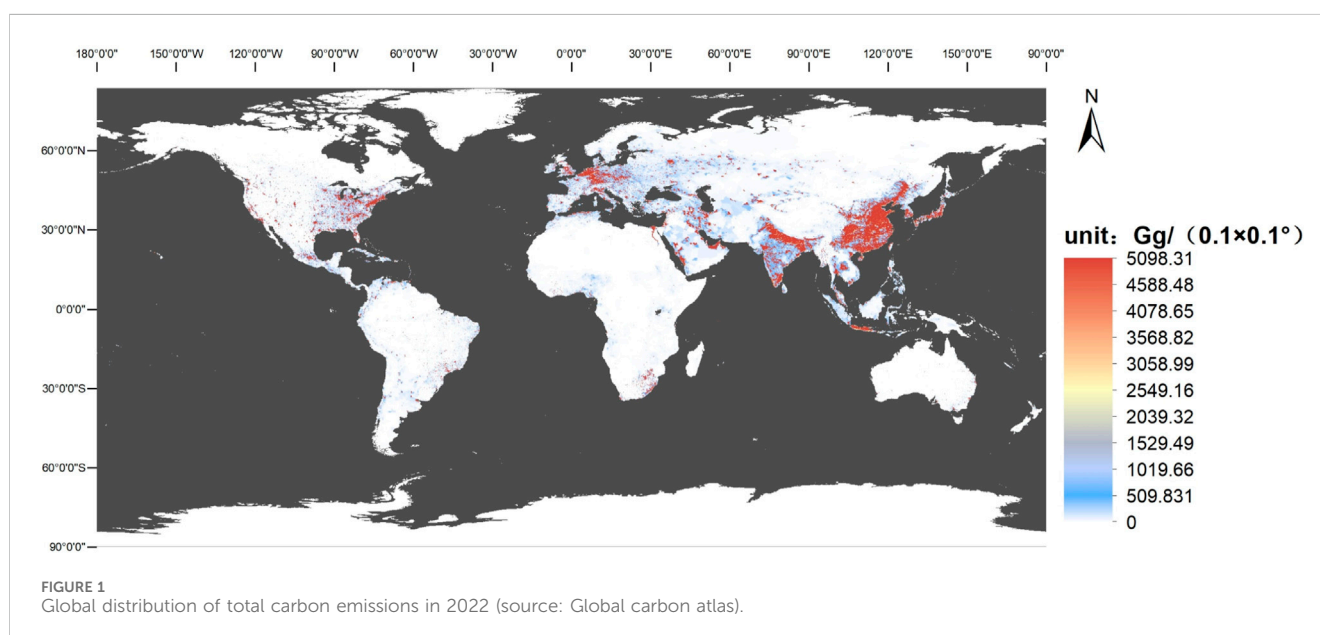 180°0'0" 150°0'0"W 120°0'0"W 90°0'0"W 60°0'0"W 30°0'0"W 0°0'0" 30°0'0"E 60°0'0"E 90°0'0"E 120°0'0"E 150°0'0"E 90°0'0"
N
60°0'0"N
30°0'0"N
0°0'0"
30°0'0"S
60°0'0"S
90°0'0"
unit: Gg/（0.1×0.1°）
5098.31
4588.48
4078.65
3568.82
3058.99
2549.16
2039.32
1529.49
1019.66
509.831
0
FIGURE 1
Global distribution of total carbon emissions in 2022 (source: Global carbon atlas).